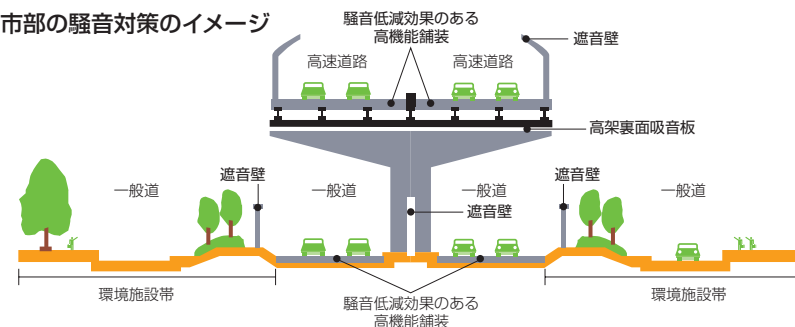 市部の騒音対策のイメージ
騒音低減効果のある
高機能舗装
遮音壁
高速道路
高速道路
高架裏面吸音板
一般道
遮音壁
一般道
一般道
遮音壁
一般道
遮音壁
環境施設帯
騒音低減効果のある
高機能舗装
環境施設帯